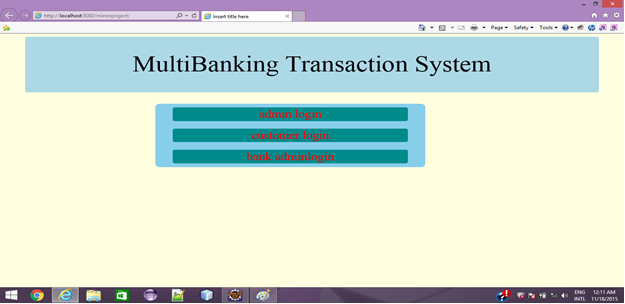 http://localhost:8080/minorproject/
Insert title here
Page
Safety
Tools
MultiBanking Transaction System
admin login
customer login
bank adminlogin
ENG
12:11 AM
INTL
11/18/2015